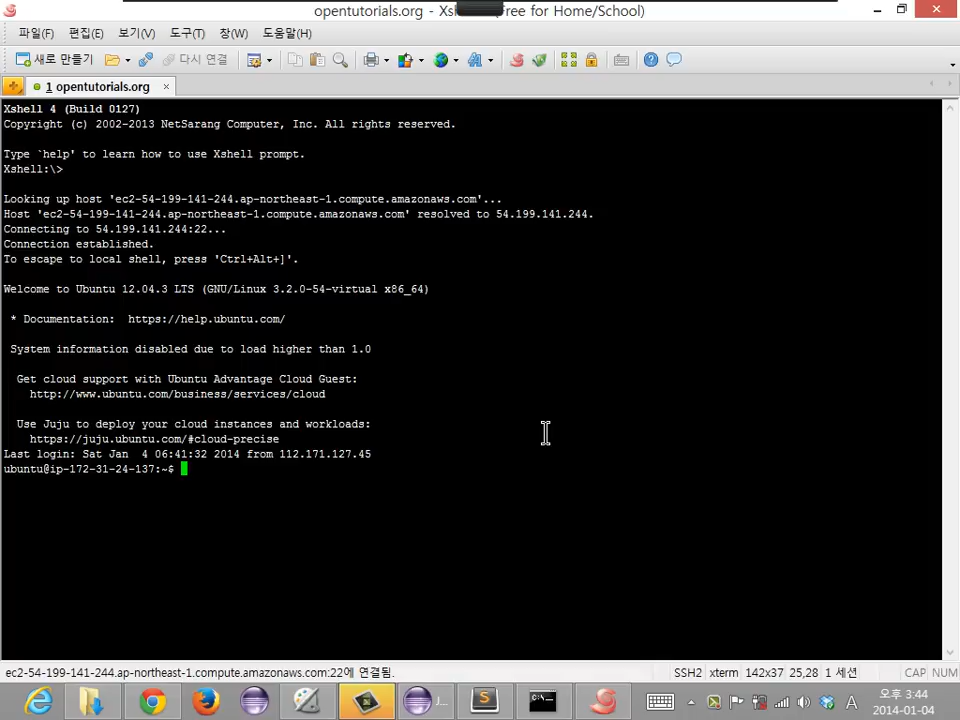 opentutorials.org - Xs (Free for Home/School)
파일(F) 편집(E) 보기(V) 도구(T) 창(W) 도움말(H)
새로 만들기 다시 연결
1 opentutorials.org
Xshell 4 (Build 0127)
Copyright (c) 2002-2013 NetSarang Computer, Inc. All rights reserved.
Type `help' to learn how to use Xshell prompt.
Xshell:\>
Looking up host 'ec2-54-199-141-244.ap-northeast-1.compute.amazonaws.com'...
Host 'ec2-54-199-141-244.ap-northeast-1.compute.amazonaws.com' resolved to 54.199.141.244.
Connecting to 54.199.141.244:22...
Connection established.
To escape to local shell, press 'Ctrl+Alt+]'.
Welcome to Ubuntu 12.04.3 LTS (GNU/Linux 3.2.0-54-virtual x86_64)
* Documentation:  https://help.ubuntu.com/
System information disabled due to load higher than 1.0
Get cloud support with Ubuntu Advantage Cloud Guest:
http://www.ubuntu.com/business/services/cloud
Use Juju to deploy your cloud instances and workloads:
https://juju.ubuntu.com/#cloud-precise
Last login: Sat Jan  4 06:41:32 2014 from 112.171.127.45
ubuntu@ip-172-31-24-137:~$
ec2-54-199-141-244.ap-northeast-1.compute.amazonaws.com:22에 연결됨. SSH2 xterm 142x37 25,28 1 세션 CAP NUM
J... A 오후 3:44
2014-01-04